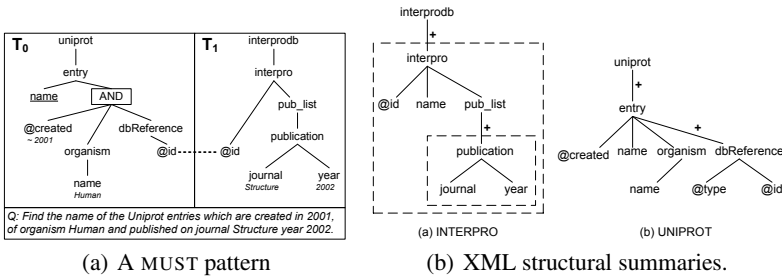 T0 uniprot
entry
name AND
@created dbReference
~ 2001
organism @id
name
Human
T1 interprodb
interpro
pub_list
publication
@id
journal year
Structure 2002
Q: Find the name of the Uniprot entries which are created in 2001,
of organism Human and published on journal Structure year 2002.
(a) A MUST pattern
interprodb
+
interpro
@id name pub_list
+
publication
journal year
(a) INTERPRO
uniprot
+
entry
+
@created name organism dbReference
name @type @id
(b) UNIPROT
(b) XML structural summaries.